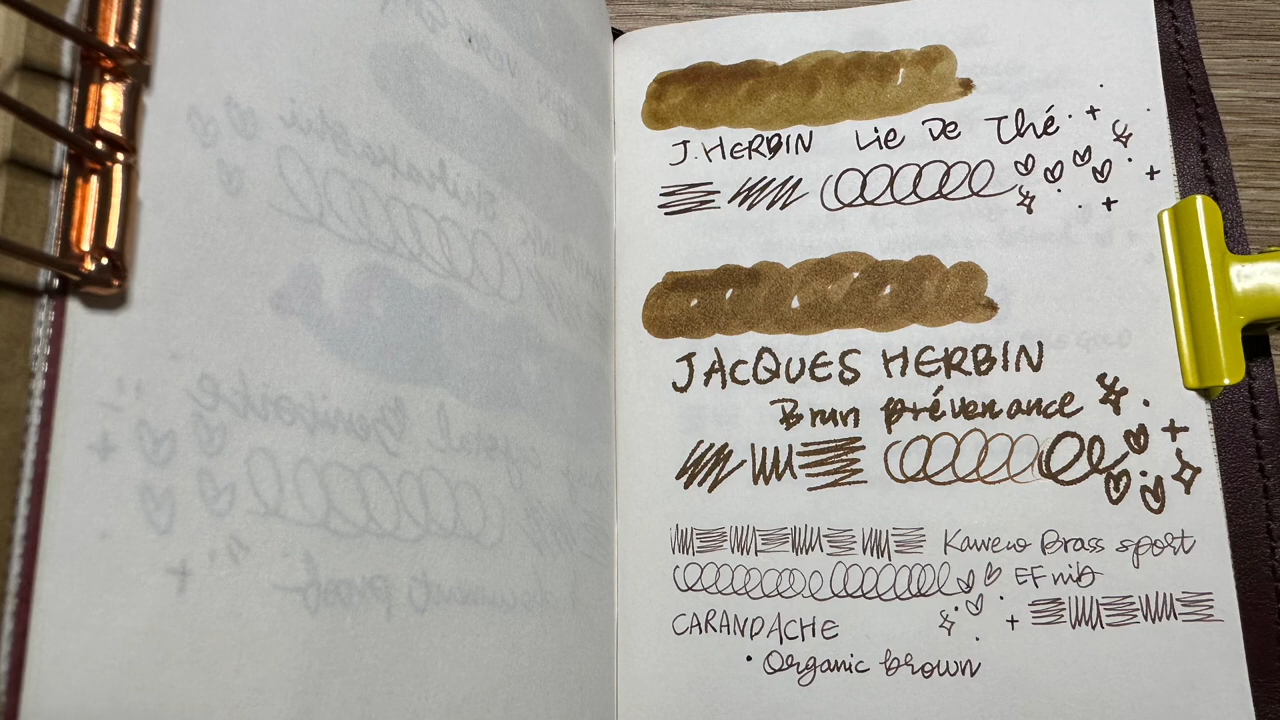 J. HERBIN Lie De Thé
JACQUES HERBIN
Brun prévenance
Kaweco Brass sport
EF nib
CARANDACHE
• Organic brown